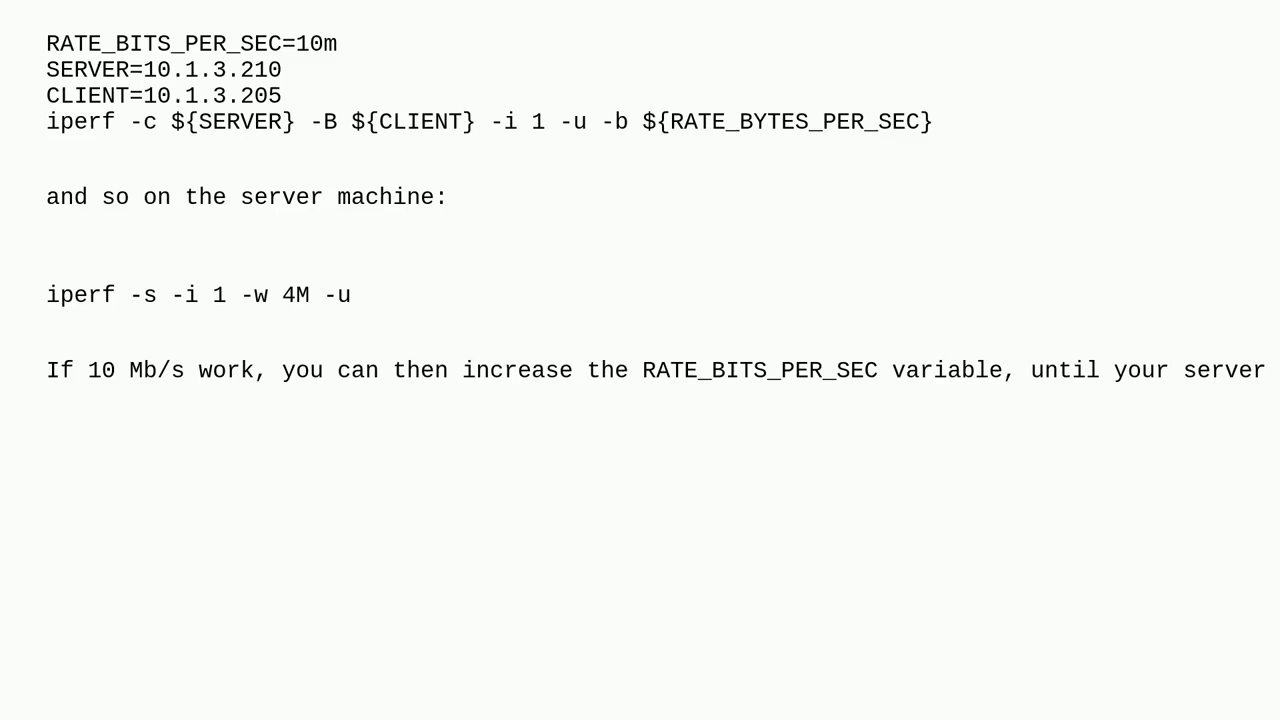 RATE_BITS_PER_SEC=10m
SERVER=10.1.3.210
CLIENT=10.1.3.205
iperf -c ${SERVER} -B ${CLIENT} -i 1 -u -b ${RATE_BYTES_PER_SEC}
and so on the server machine:
iperf -s -i 1 -w 4M -u
If 10 Mb/s work, you can then increase the RATE_BITS_PER_SEC variable, until your server